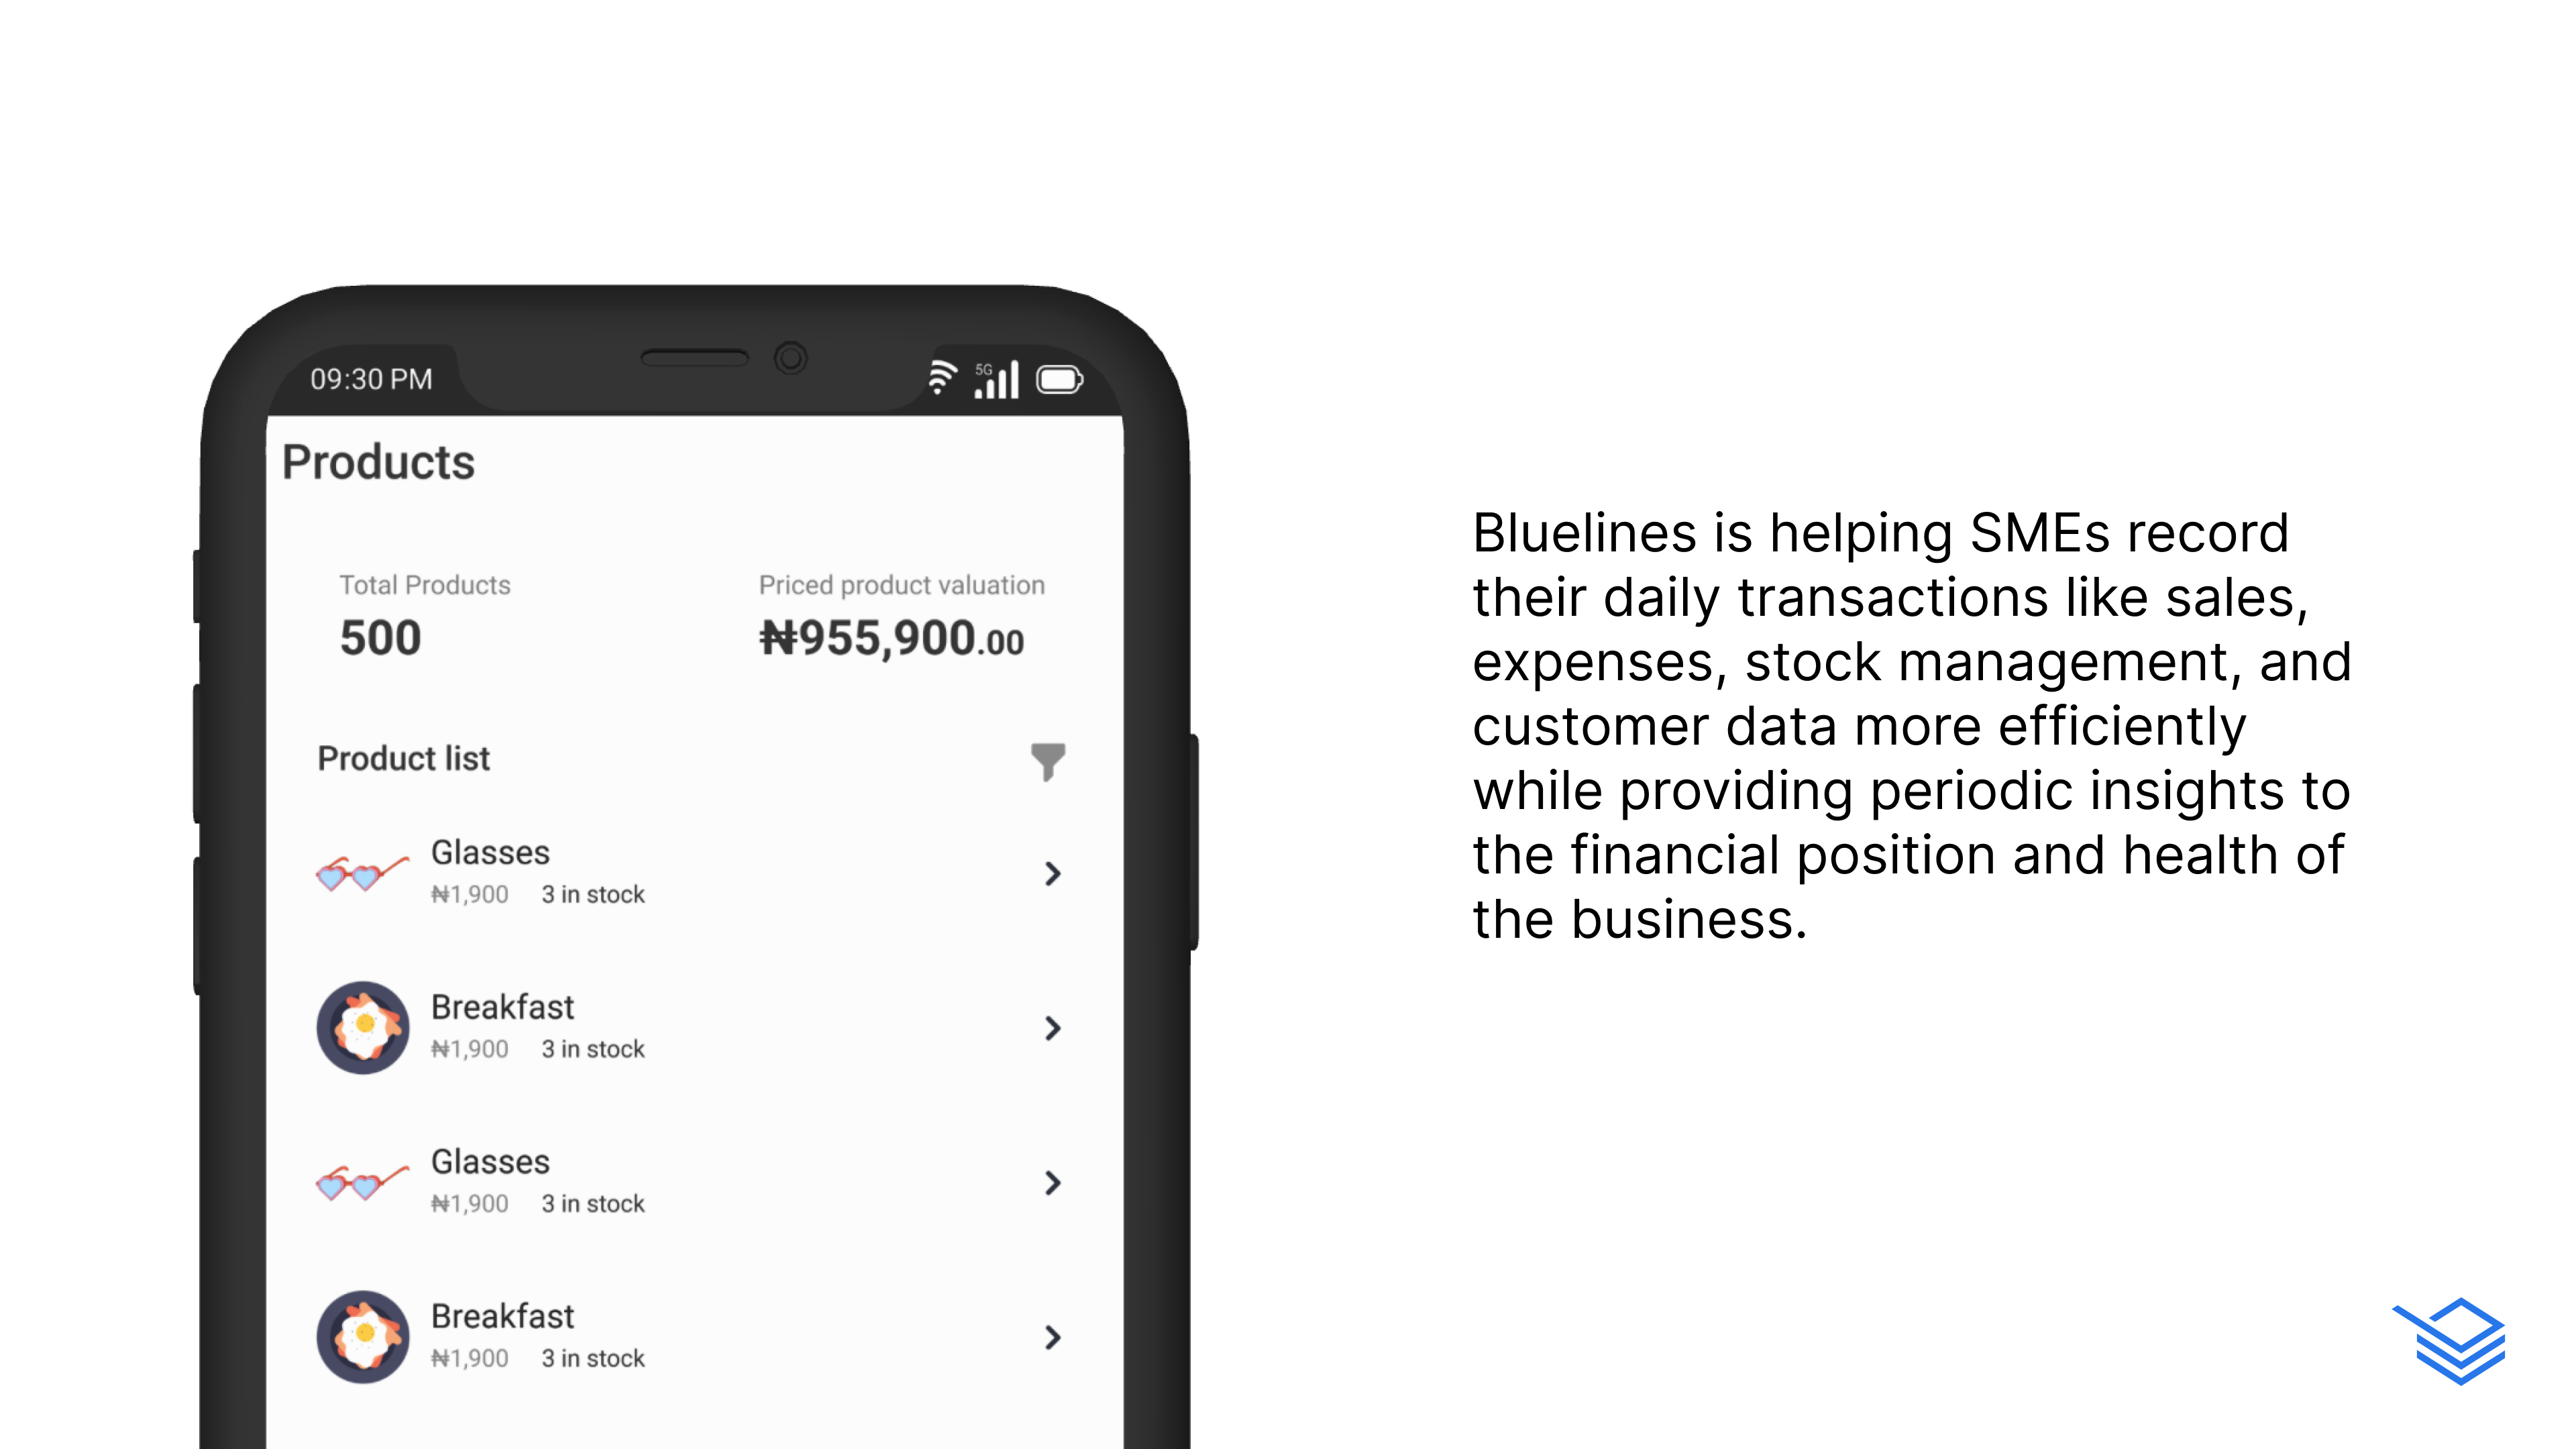 09:30 PM
5G
Products
Total Products
500
Priced product valuation
₦955,900.00
Product list
Glasses
₦1,900 3 in stock
Breakfast
₦1,900 3 in stock
Glasses
₦1,900 3 in stock
Breakfast
₦1,900 3 in stock
Bluelines is helping SMEs record
their daily transactions like sales,
expenses, stock management, and
customer data more efficiently
while providing periodic insights to
the financial position and health of
the business.